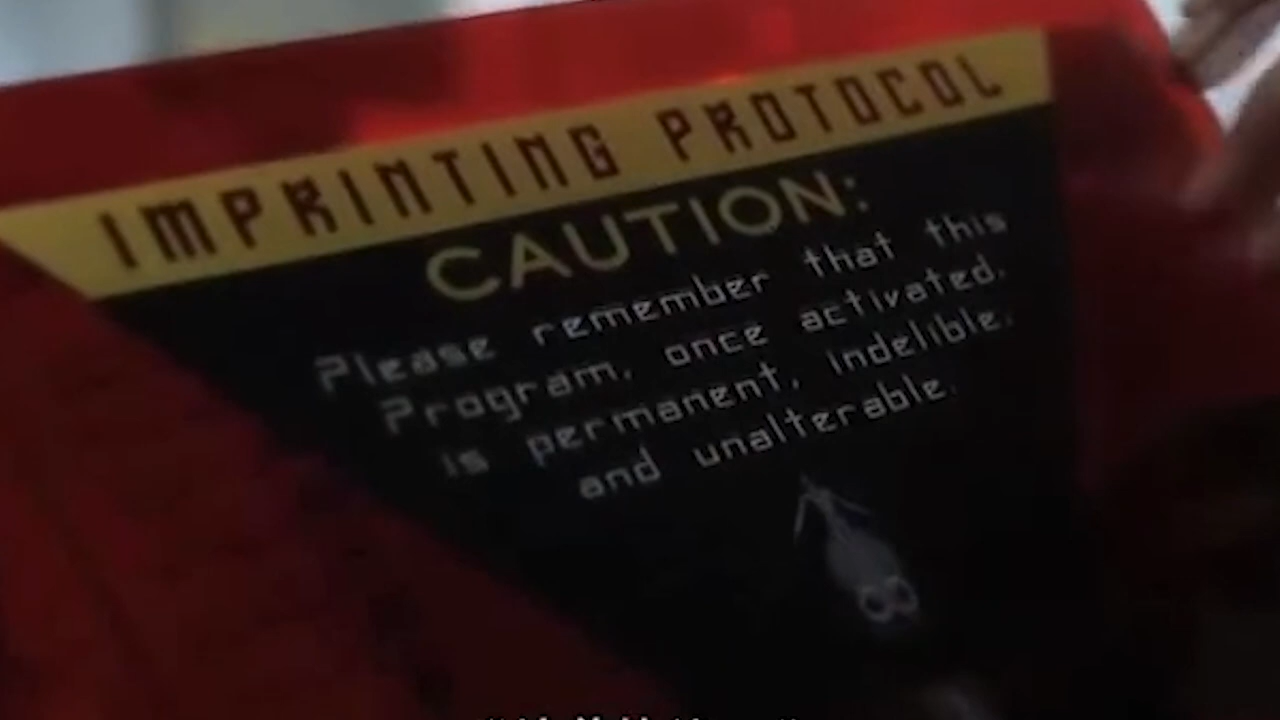 IMPRINTING PROTOCOL
CAUTION:
Please remember that this
Program, once activated,
is permanent, indelible,
and unalterable.